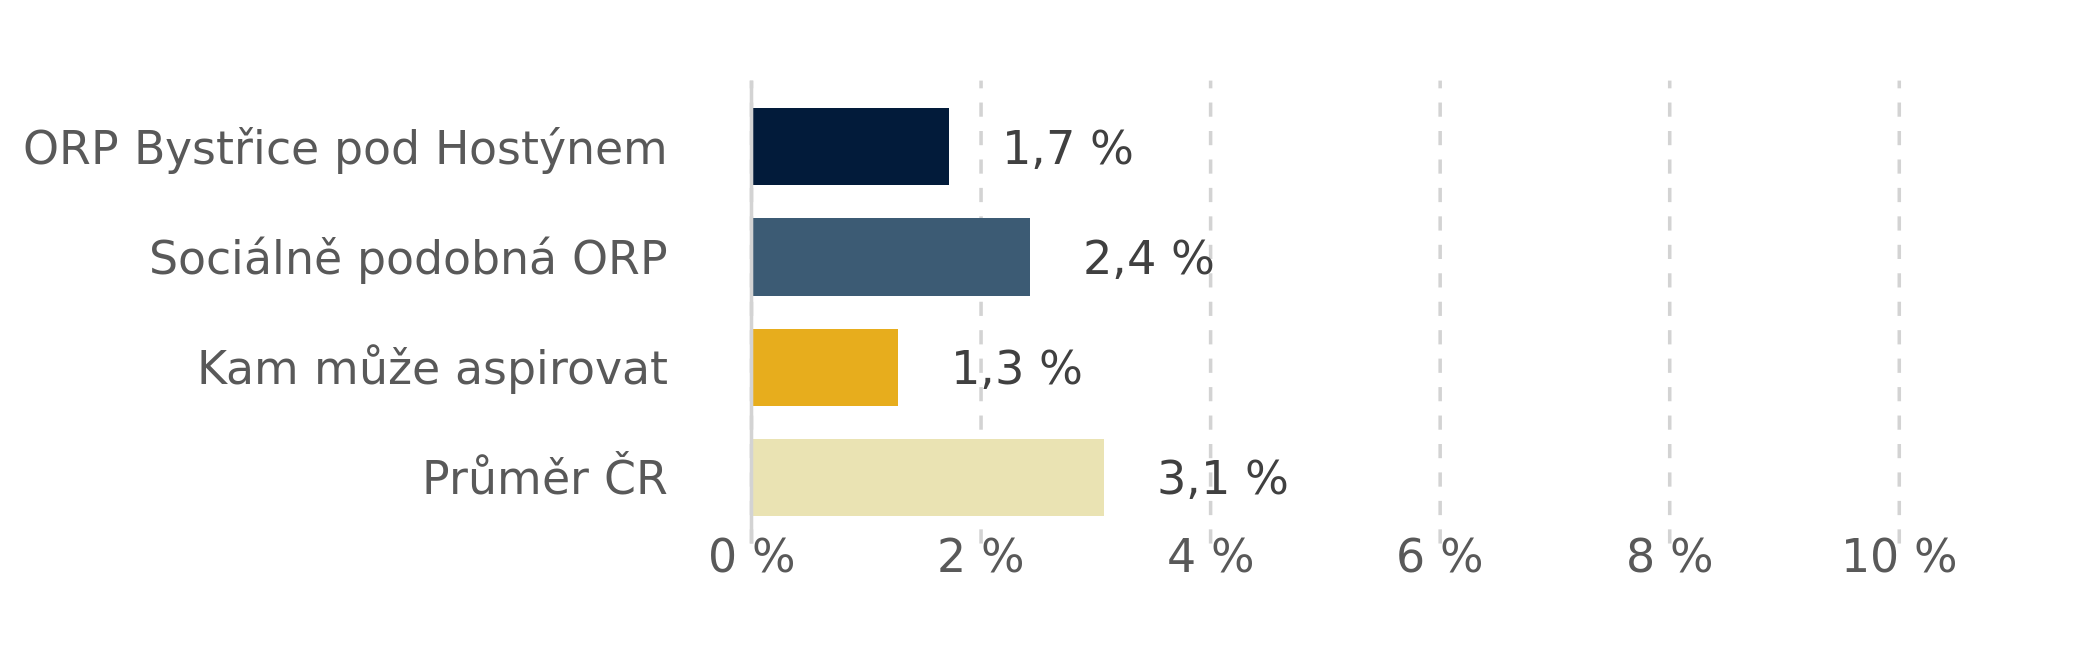 ORP Bystřice pod Hostýnem 1,7 %
Sociálně podobná ORP 2,4 %
Kam může aspirovat 1,3 %
Průměr ČR 3,1 %
0 % 2 % 4 % 6 % 8 % 10 %